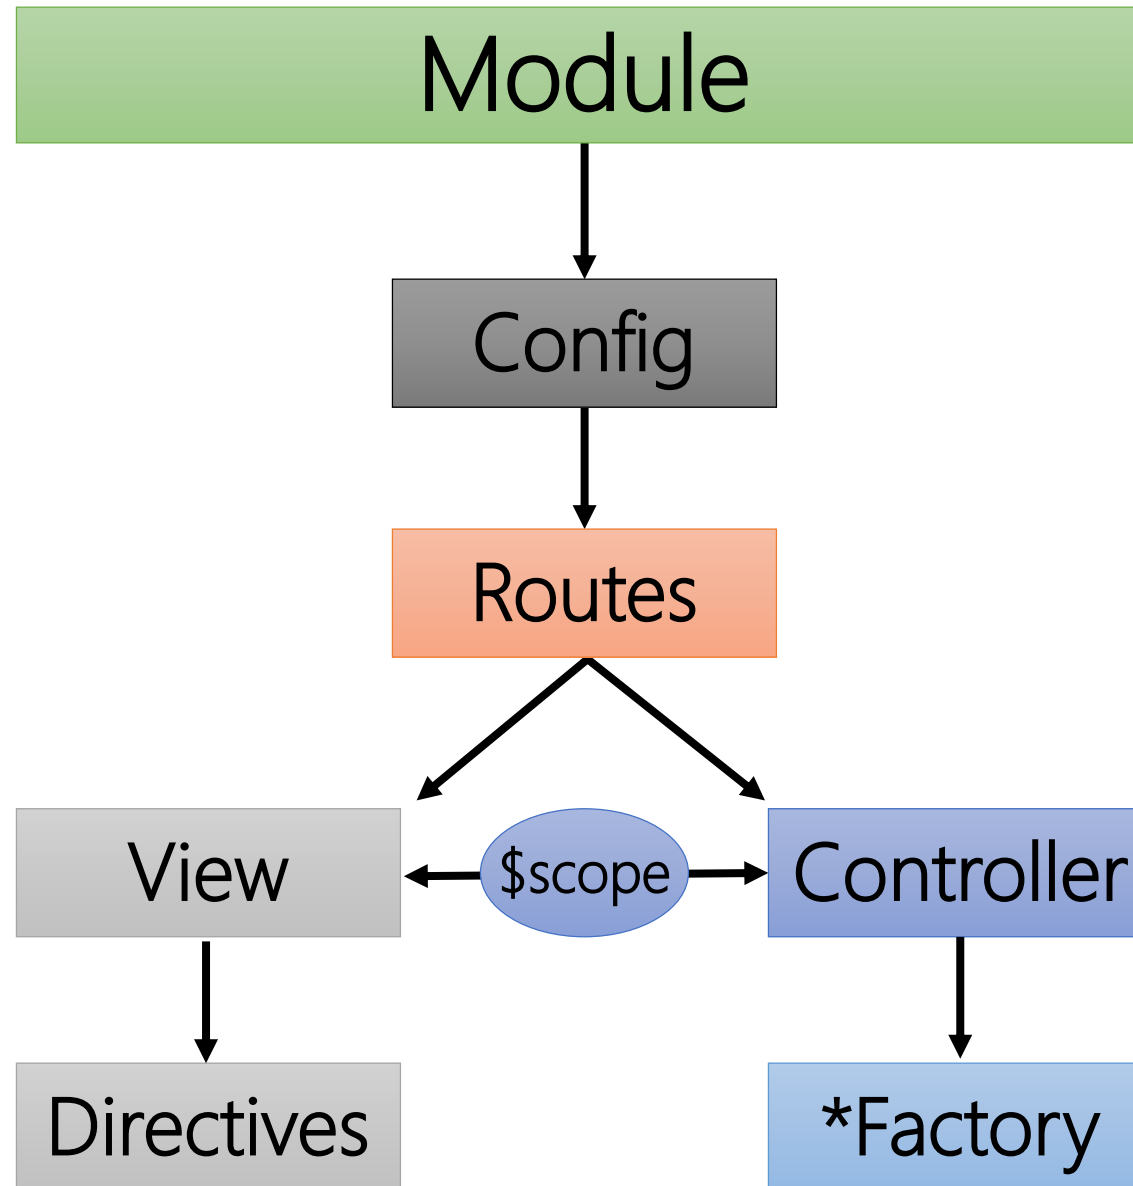 Module
Config
Routes
View
$scope
Controller
Directives
*Factory